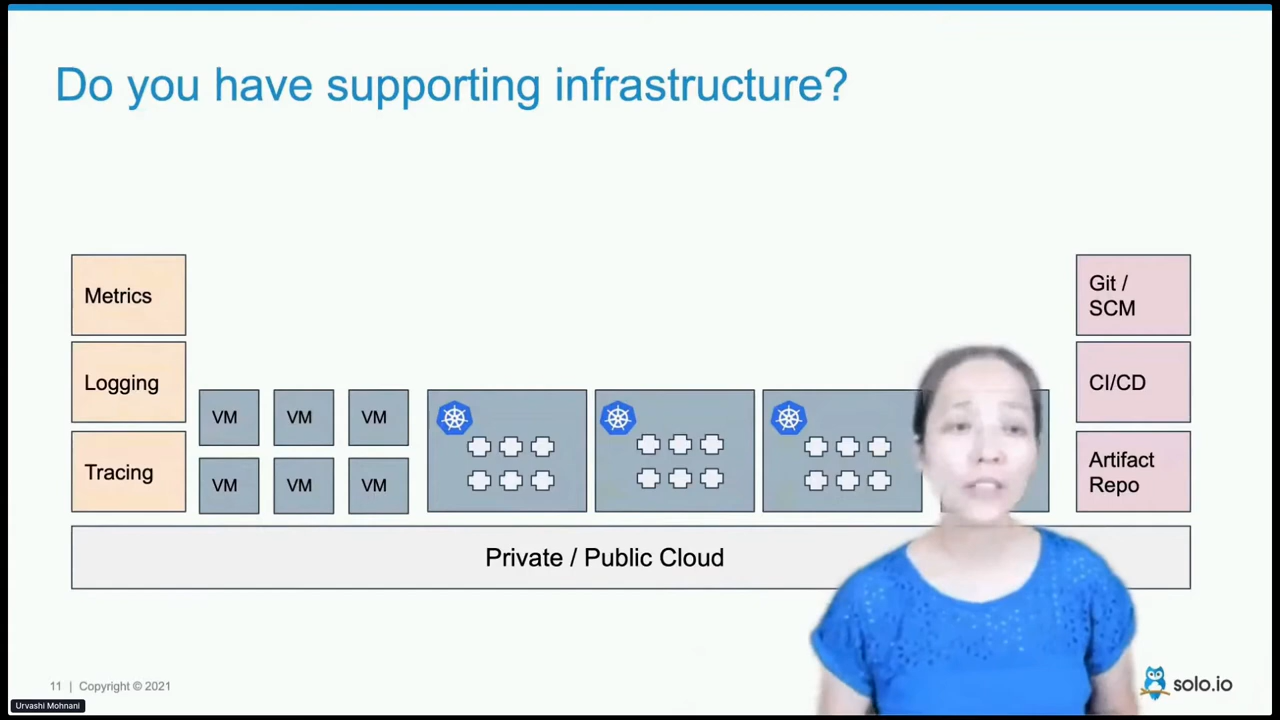 Do you have supporting infrastructure?
Metrics
Logging
Tracing
VM VM VM
VM VM VM
Git /
SCM
CI/CD
Artifact
Repo
Private / Public Cloud
11 | Copyright © 2021
solo.io
Urvashi Mohnani